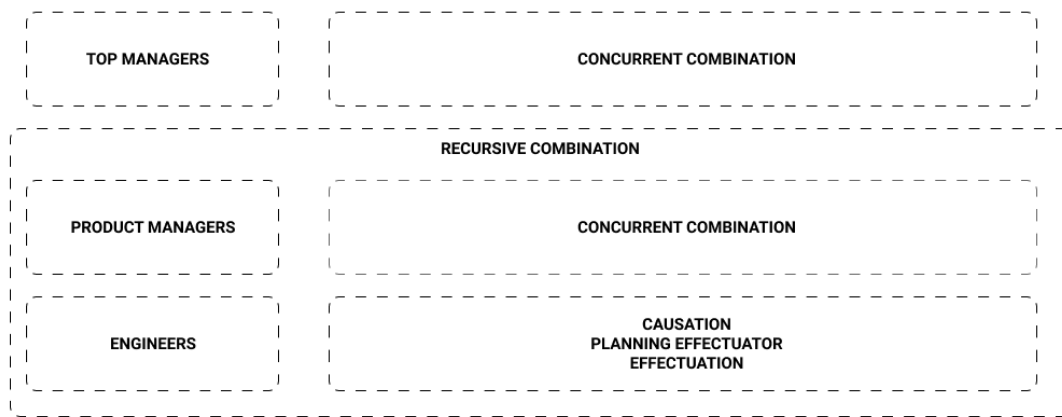 TOP MANAGERS
CONCURRENT COMBINATION
RECURSIVE COMBINATION
PRODUCT MANAGERS
CONCURRENT COMBINATION
ENGINEERS
CAUSATION
PLANNING EFFECTUATOR
EFFECTUATION